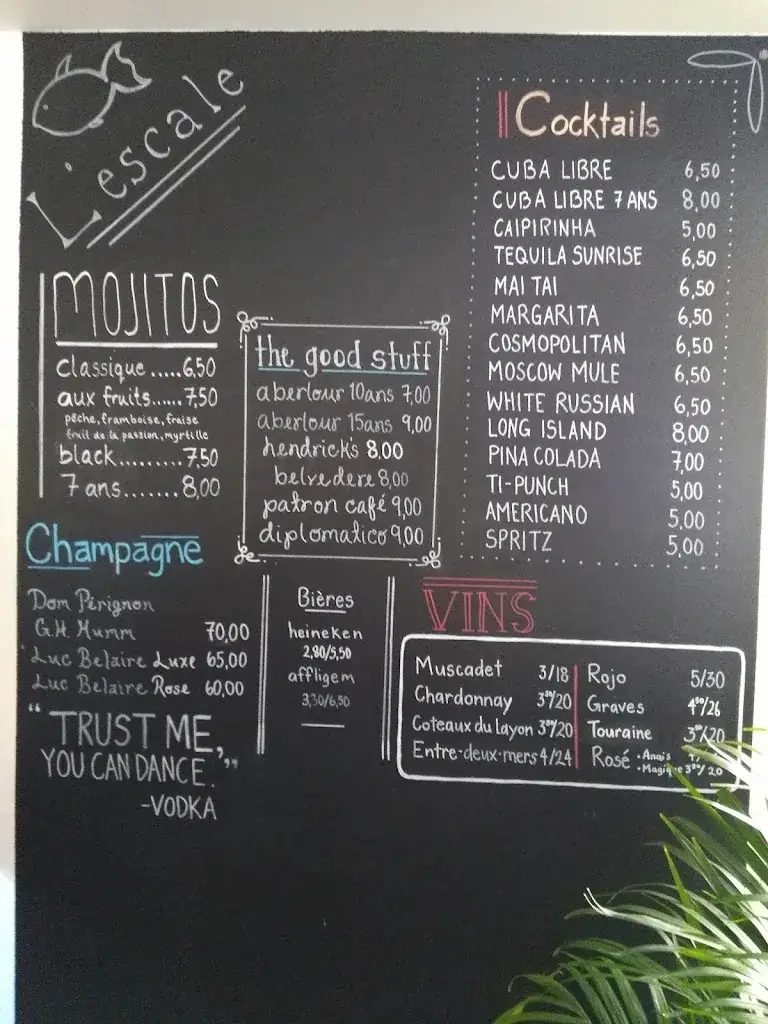 L'escale
MOJITOS
classique.....6,50
aux fruits......7,50
pêche, framboise, fraise
fruit de la passion, myrtille
black.........7,50
7 ans.......8,00
Champagne
Dom Pérignon
G.H. Mumm 70,00
Luc Belaire Luxe 65,00
Luc Belaire Rose 60,00
"TRUST ME,
YOU CAN DANCE."
-VODKA
the good stuff
aberlour 10ans 7,00
aberlour 15ans 9,00
hendrick's 8,00
belvedere 8,00
patron café 9,00
diplomatico 9,00
Bières
heineken
2,80/5,50
affligem
3,30/6,50
Cocktails
CUBA LIBRE 6,50
CUBA LIBRE 7 ANS 8,00
CAIPIRINHA 5,00
TEQUILA SUNRISE 6,50
MAI TAI 6,50
MARGARITA 6,50
COSMOPOLITAN 6,50
MOSCOW MULE 6,50
WHITE RUSSIAN 6,50
LONG ISLAND 8,00
PINA COLADA 7,00
TI-PUNCH 5,00
AMERICANO 5,00
SPRITZ 5,00
VINS
Muscadet 3/18
Chardonnay 3⁵⁰/20
Coteaux du layon 3⁵⁰/20
Entre-deux-mers 4/24
Rojo 5/30
Graves 4⁵⁰/26
Touraine 3⁵⁰/20
Rosé • Anais
• Magique 3⁵⁰/20